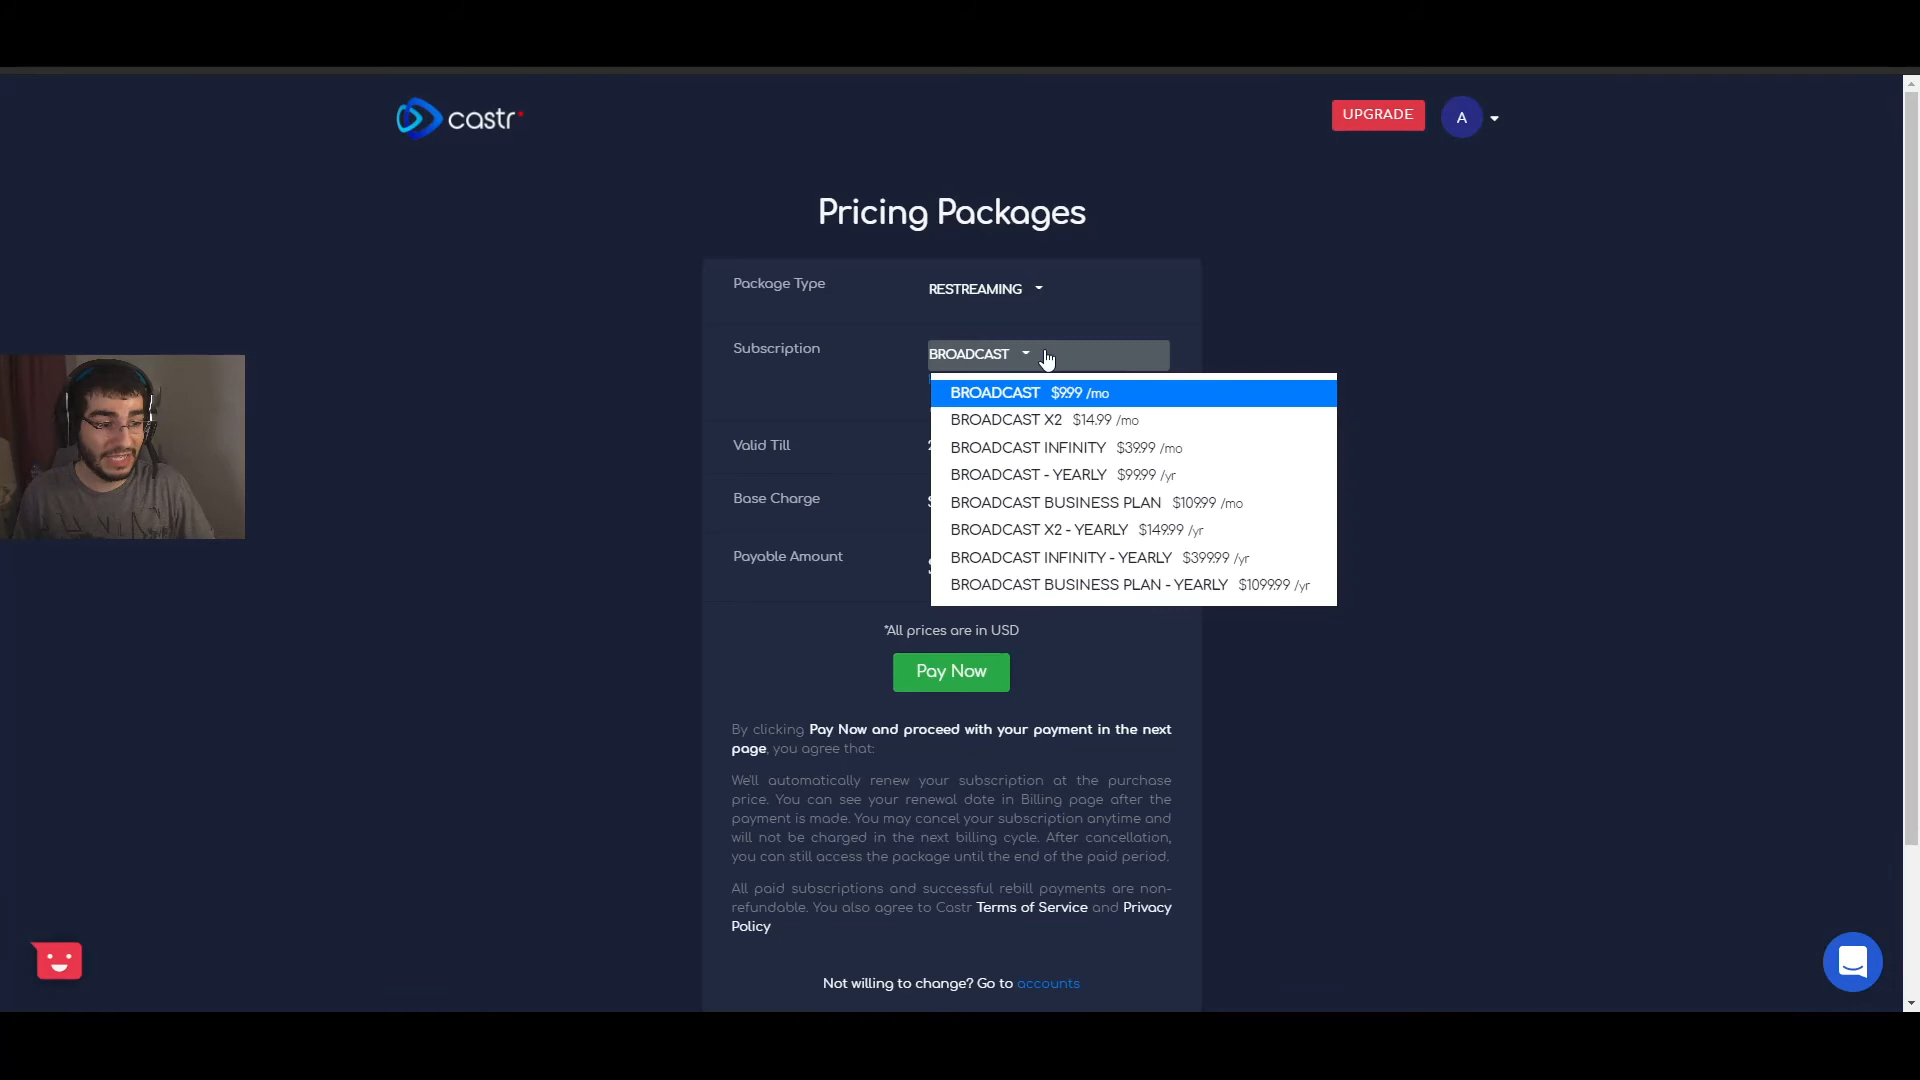 castr
UPGRADE
A
Pricing Packages
Package Type
RESTREAMING
Subscription
BROADCAST
BROADCAST $9.99 /mo
BROADCAST X2 $14.99 /mo
BROADCAST INFINITY $39.99 /mo
BROADCAST - YEARLY $99.99 /yr
Valid Till
BROADCAST BUSINESS PLAN $109.99 /mo
Base Charge
BROADCAST X2 - YEARLY $149.99 /yr
BROADCAST INFINITY - YEARLY $399.99 /yr
Payable Amount
BROADCAST BUSINESS PLAN - YEARLY $1099.99 /yr
*All prices are in USD
Pay Now
By clicking Pay Now and proceed with your payment in the next
page, you agree that:
We'll automatically renew your subscription at the purchase
price. You can see your renewal date in Billing page after the
payment is made. You may cancel your subscription anytime and
will not be charged in the next billing cycle. After cancellation,
you can still access the package until the end of the paid period.
All paid subscriptions and successful rebill payments are non-
refundable. You also agree to Castr Terms of Service and Privacy
Policy
Not willing to change? Go to accounts